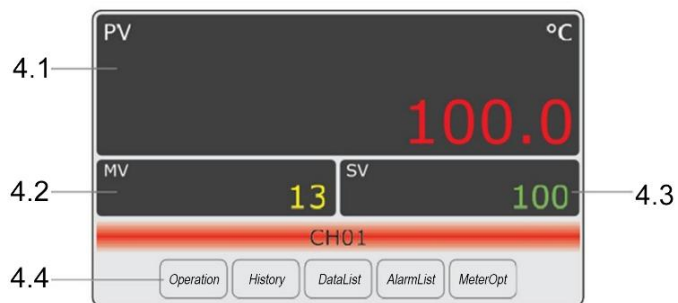 PV °C
4.1
100.0
MV SV
4.2 13 100 4.3
CH01
4.4 Operation History DataList AlarmList MeterOpt